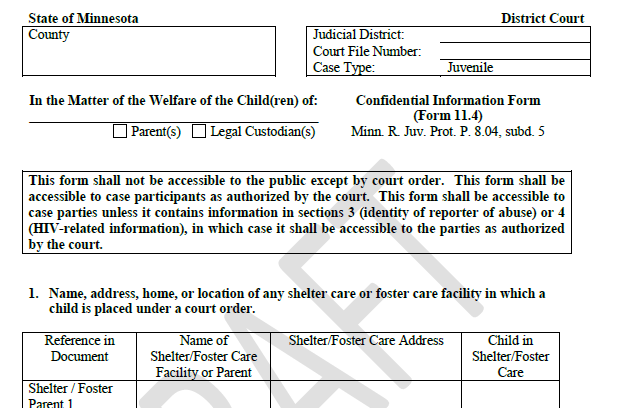 State of Minnesota District Court
County
Judicial District:
Court File Number:
Case Type: Juvenile
In the Matter of the Welfare of the Child(ren) of:
Parent(s) Legal Custodian(s)
Confidential Information Form
(Form 11.4)
Minn. R. Juv. Prot. P. 8.04, subd. 5
This form shall not be accessible to the public except by court order. This form shall be
accessible to case participants as authorized by the court. This form shall be accessible to
case parties unless it contains information in sections 3 (identity of reporter of abuse) or 4
(HIV-related information), in which case it shall be accessible to the parties as authorized
by the court.
1. Name, address, home, or location of any shelter care or foster care facility in which a
child is placed under a court order.
Reference in
Document
Name of
Shelter/Foster Care
Facility or Parent
Shelter/Foster Care Address
Child in
Shelter/Foster
Care
Shelter / Foster
Parent 1
RAFT